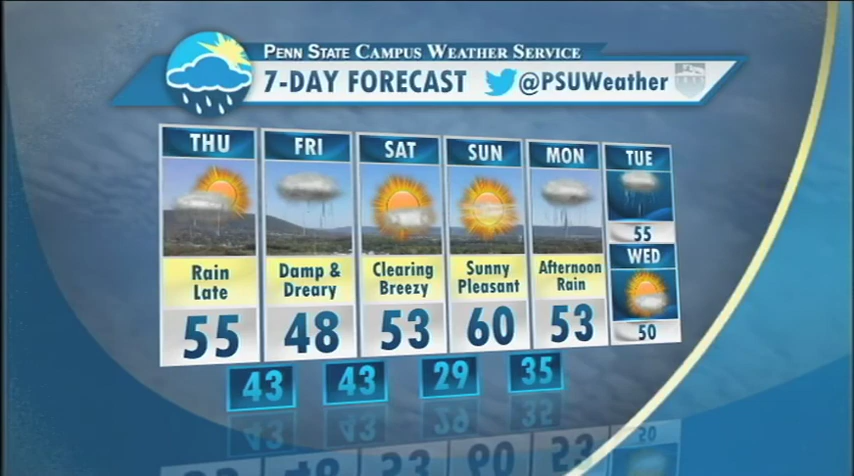 PENN STATE CAMPUS WEATHER SERVICE
7-DAY FORECAST @PSUWeather
THU
Rain
Late
55
FRI
Damp &
Dreary
48
SAT
Clearing
Breezy
53
SUN
Sunny
Pleasant
60
MON
Afternoon
Rain
53
TUE
55
WED
50
43
43
29
35